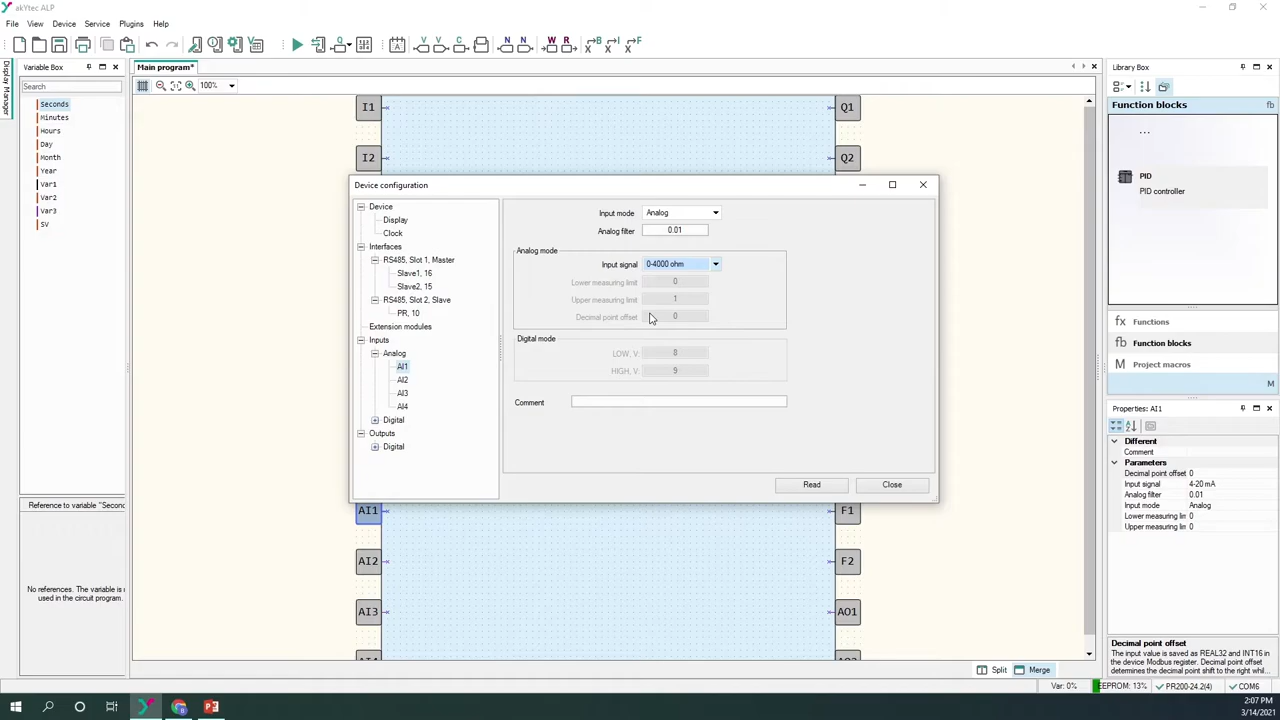 akYtec ALP
File View Device Service Plugins Help
Display Manager
Variable Box
Search
Seconds
Minutes
Hours
Day
Month
Year
Var1
Var2
Var3
SV
Reference to variable "Secon
No references. The variable is
used in the circuit program.
Main program*
100%
I1
I2
AI1
AI2
AI3
Q1
Q2
F1
F2
AO1
Device configuration
Device
Display
Clock
Interfaces
RS485, Slot 1, Master
Slave1, 16
Slave2, 15
RS485, Slot 2, Slave
PR, 10
Extension modules
Inputs
Analog
AI1
AI2
AI3
AI4
Digital
Outputs
Digital
Input mode Analog
Analog filter 0.01
Analog mode
Input signal 0-4000 ohm
Lower measuring limit 0
Upper measuring limit 1
Decimal point offset 0
Digital mode
LOW, V: 8
HIGH, V: 9
Comment
Read Close
Library Box
Function blocks fb
...
PID
PID controller
fx Functions
fb Function blocks
M Project macros
M
Properties: AI1
Different
Comment
Parameters
Decimal point offset 0
Input signal 4-20 mA
Analog filter 0.01
Input mode Analog
Lower measuring lir 0
Upper measuring lir 0
Decimal point offset
The input value is saved as REAL32 and INT16 in
the device Modbus register. Decimal point offset
determines the decimal point shift to the right whil...
Split Merge
Var: 0% EEPROM: 13% PR200-24.2(4) COM6
2:07 PM
3/14/2021